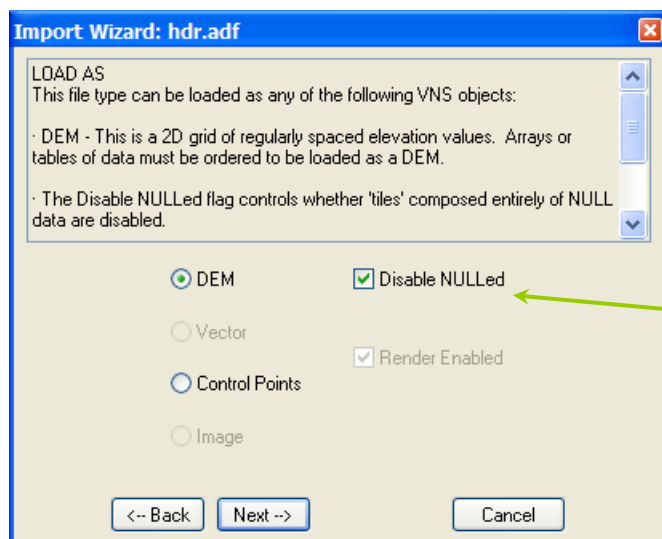 Import Wizard: hdr.adf
LOAD AS
This file type can be loaded as any of the following VNS objects:
· DEM - This is a 2D grid of regularly spaced elevation values. Arrays or
tables of data must be ordered to be loaded as a DEM.
· The Disable NULLed flag controls whether 'tiles' composed entirely of NULL
data are disabled.
DEM
Disable NULLed
Vector
Render Enabled
Control Points
Image
<-- Back
Next -->
Cancel